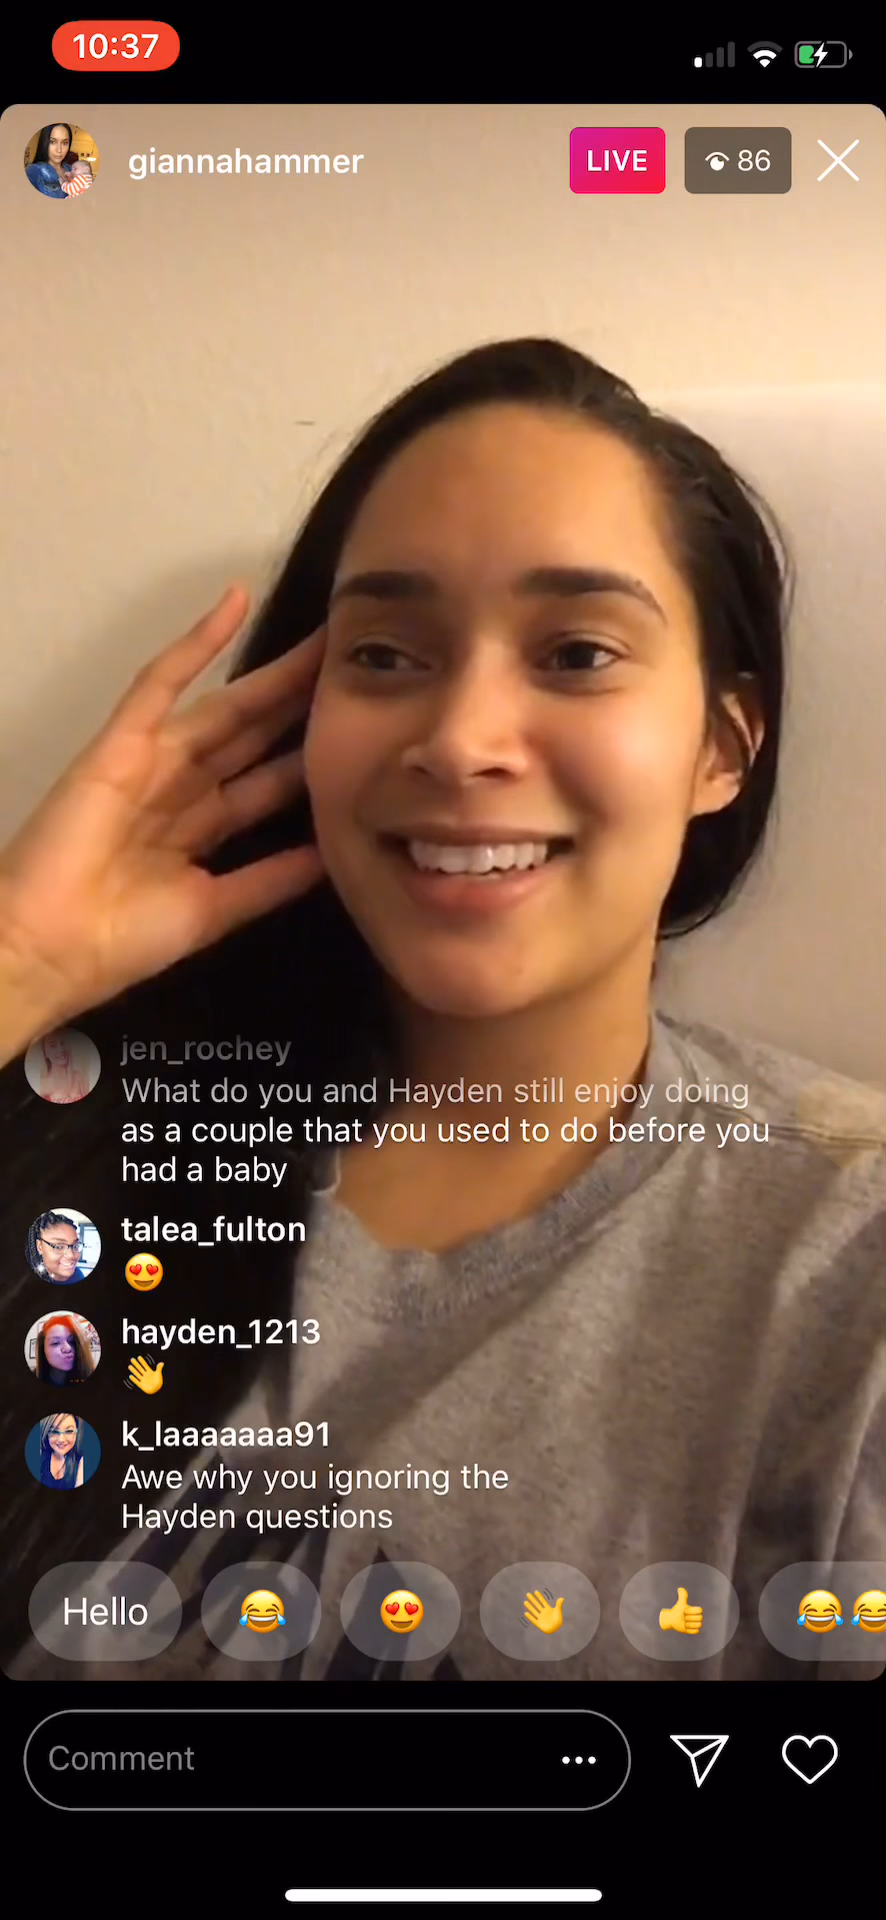 10:37
giannahammer
LIVE
86
jen_rochey
What do you and Hayden still enjoy doing
as a couple that you used to do before you
had a baby
talea_fulton
😍
hayden_1213
👋
k_laaaaaaa91
Awe why you ignoring the
Hayden questions
Hello 😂 😍 👋 👍 😂😂
Comment